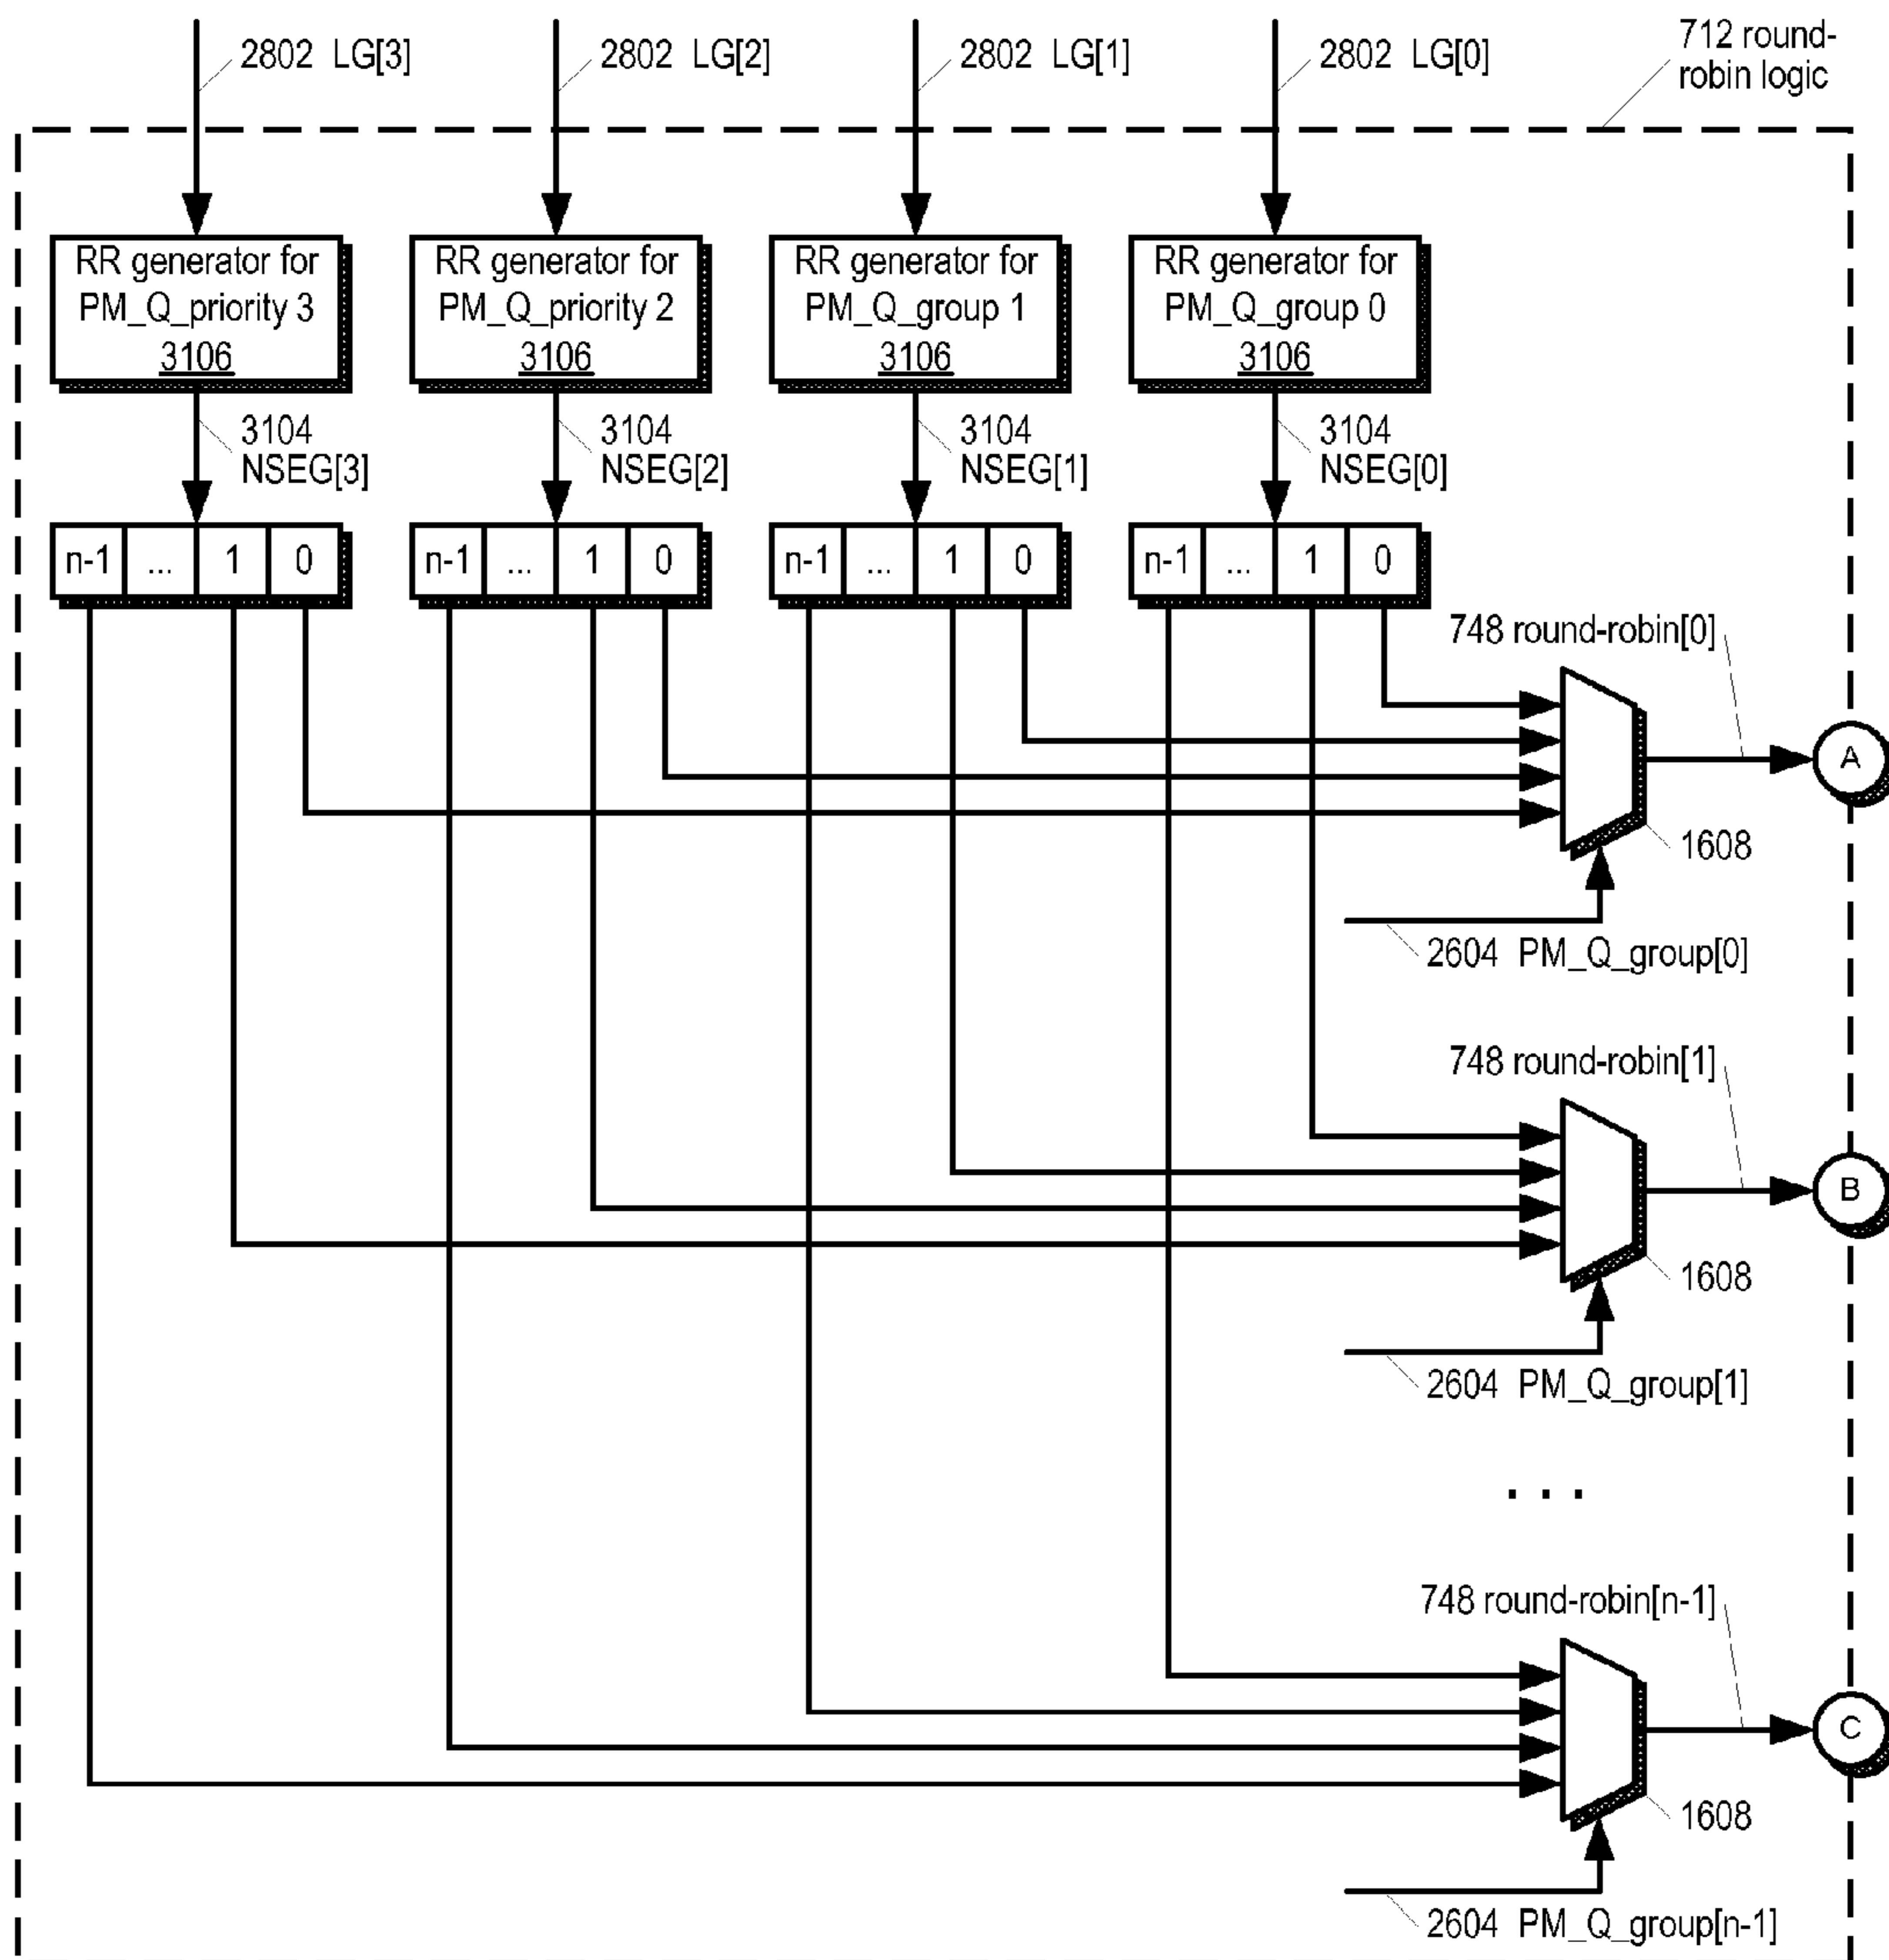 2802 LG[3]
2802 LG[2]
2802 LG[1]
2802 LG[0]
712 round-
robin logic
RR generator for
PM_Q_priority 3
3106
RR generator for
PM_Q_priority 2
3106
RR generator for
PM_Q_group 1
3106
RR generator for
PM_Q_group 0
3106
3104
NSEG[3]
3104
NSEG[2]
3104
NSEG[1]
3104
NSEG[0]
n-1 ... 1 0
n-1 ... 1 0
n-1 ... 1 0
n-1 ... 1 0
748 round-robin[0]
A
1608
2604 PM_Q_group[0]
748 round-robin[1]
B
1608
2604 PM_Q_group[1]
. . .
748 round-robin[n-1]
C
1608
2604 PM_Q_group[n-1]